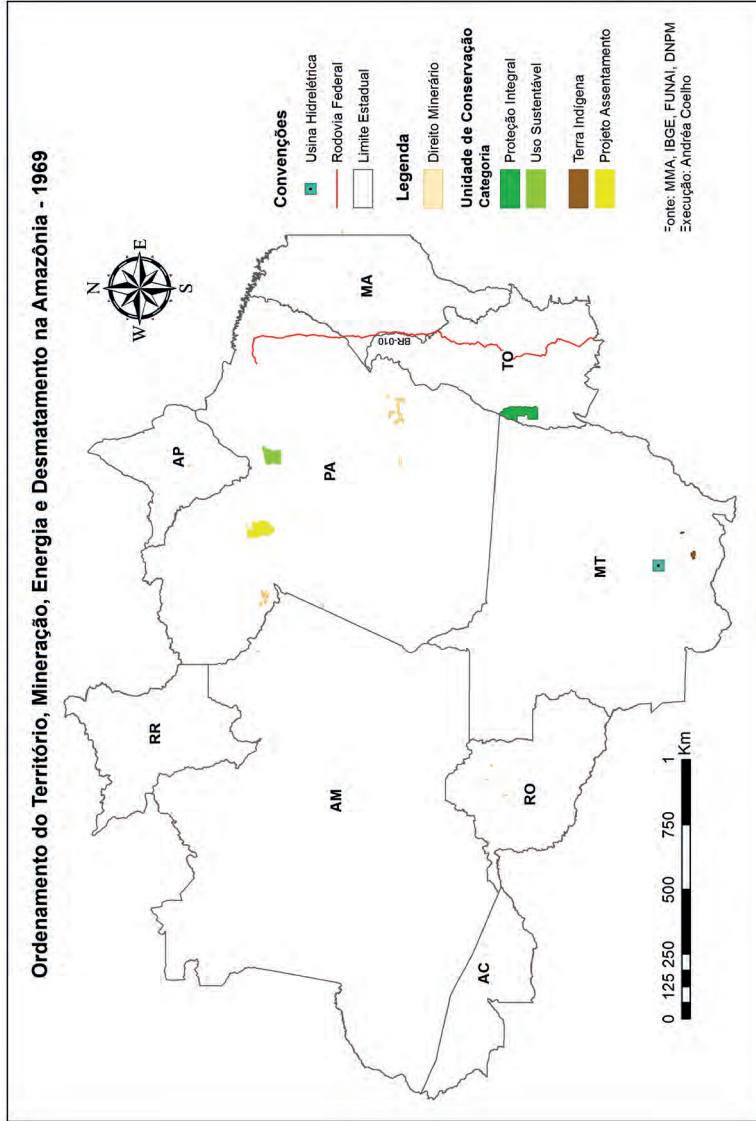 Ordenamento do Território, Mineração, Energia e Desmatamento na Amazônia - 1969
N
W
E
S
RR
AP
AM
PA
MA
BR-010
TO
AC
RO
MT
Convenções
Usina Hidrelétrica
Rodovia Federal
Limite Estadual
Legenda
Direito Minerário
Unidade de Conservação
Categoria
Proteção Integral
Uso Sustentável
Terra Indígena
Projeto Assentamento
0 125 250 500 750 1
Km
Fonte: MMA, IBGE, FUNAI, DNPM
Execução: Andréa Coelho